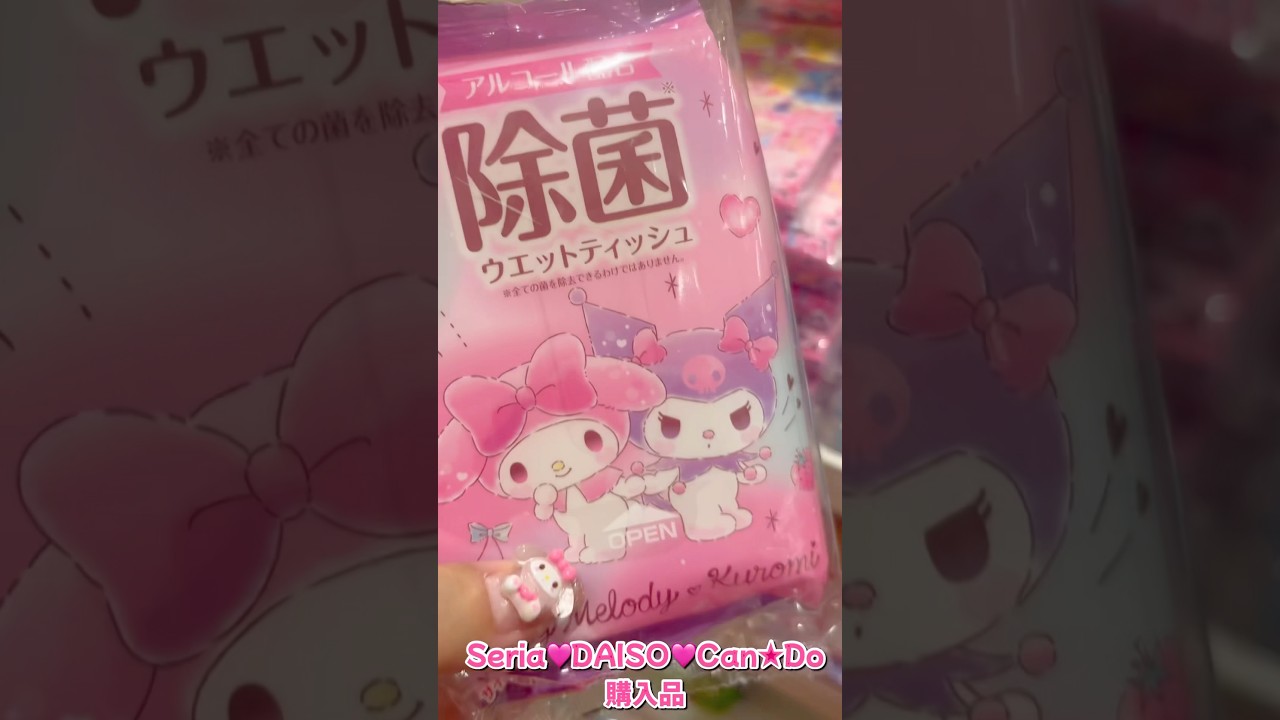 アルコール配合
除菌※
ウエットティッシュ
※全ての菌を除去できるわけではありません。
OPEN
Melody Kuromi
Seria♥DAISO♥Can★Do
購入品